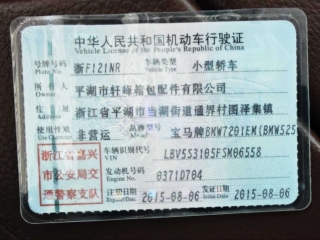 中华人民共和国机动车行驶证
Vehicle License of the People's Republic of China
号牌号码 浙F121NR 车辆类型 小型轿车
Plate No. Vehicle Type
所有人 平湖市轩峰箱包配件有限公司
Owner
住址 浙江省平湖市当湖街道通界村图泽集镇
Address
使用性质 非营运 品牌型号 宝马牌BMW7201EM(BMW525
浙江省嘉兴 车辆识别代号 LBV5S3105FSM06558
VIN
市公安局交 发动机号码 0371D704
Engine No.
通警察支队 注册日期 2015-08-06 发证日期 2015-08-06
Issue Date